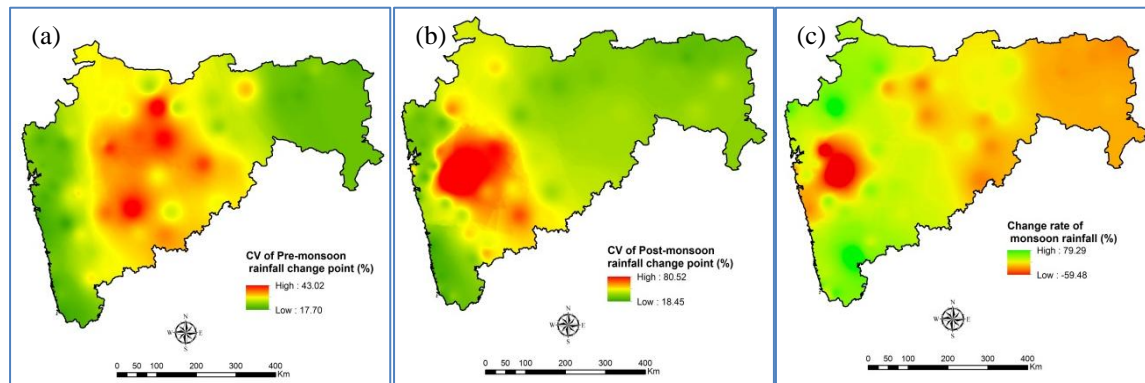 (a)
CV of Pre-monsoon
rainfall change point (%)
High : 43.02
Low : 17.70
N
W E
S
0 50 100 200 300 400
Km
(b)
CV of Post-monsoon
rainfall change point (%)
High : 80.52
Low : 18.45
N
W E
S
0 50 100 200 300 400
Km
(c)
Change rate of
monsoon rainfall (%)
High : 79.29
Low : -59.48
N
W E
S
0 50 100 200 300 400
Km